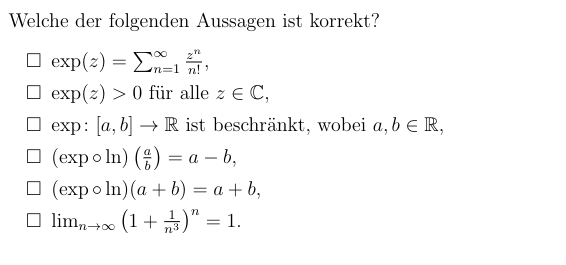 Welche der folgenden Aussagen ist korrekt?
☐ exp(z) = ∑_{n=1}^{∞} z^n/n!,
☐ exp(z) > 0 für alle z ∈ ℂ,
☐ exp: [a, b] → ℝ ist beschränkt, wobei a, b ∈ ℝ,
☐ (exp ∘ ln) (a/b) = a − b,
☐ (exp ∘ ln)(a + b) = a + b,
☐ lim_{n→∞} (1 + 1/n^3)^n = 1.